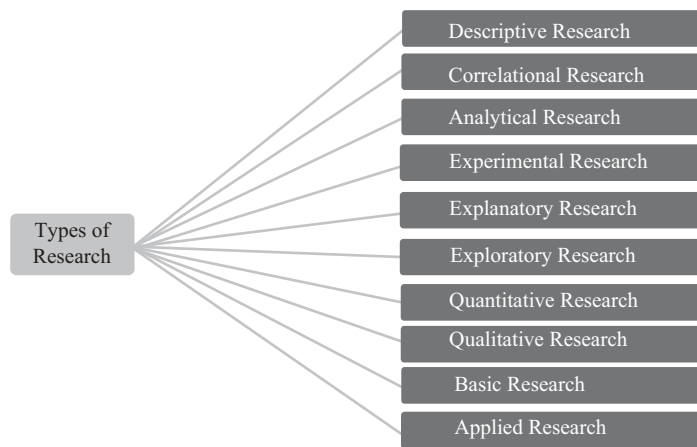 Descriptive Research
Correlational Research
Analytical Research
Experimental Research
Types of
Research
Explanatory Research
Exploratory Research
Quantitative Research
Qualitative Research
Basic Research
Applied Research